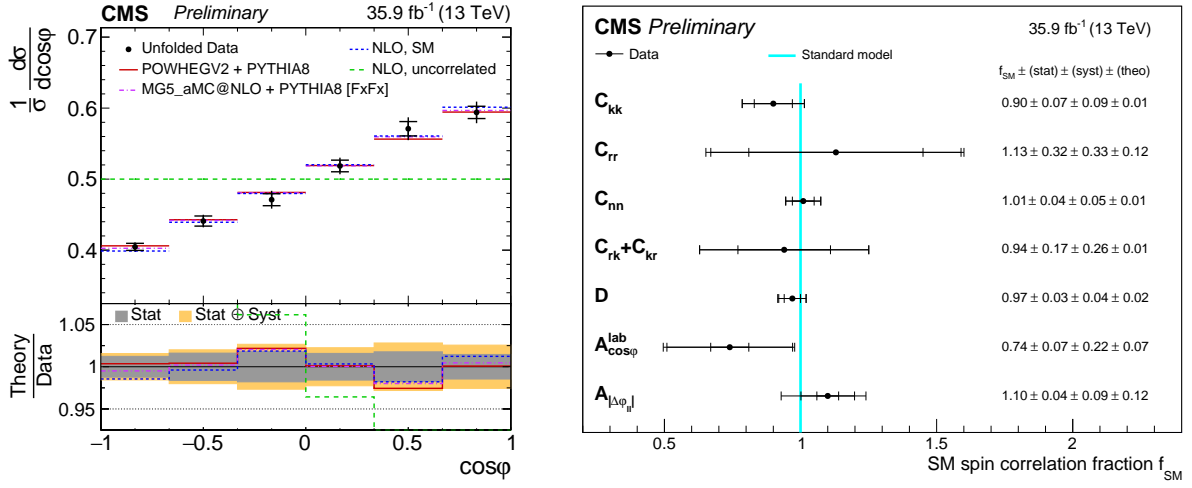 CMS Preliminary 35.9 fb⁻¹ (13 TeV)
1/σ dσ/dcosφ
Unfolded Data
NLO, SM
POWHEGV2 + PYTHIA8
NLO, uncorrelated
MG5_aMC@NLO + PYTHIA8 [FxFx]
0.7
0.6
0.5
0.4
Stat
Stat ⊕ Syst
Theory/Data
1.05
1
0.95
−1 −0.5 0 0.5 1
cosφ
CMS Preliminary 35.9 fb⁻¹ (13 TeV)
Data
Standard model
f_SM ± (stat) ± (syst) ± (theo)
C_kk 0.90 ± 0.07 ± 0.09 ± 0.01
C_rr 1.13 ± 0.32 ± 0.33 ± 0.12
C_nn 1.01 ± 0.04 ± 0.05 ± 0.01
C_rk+C_kr 0.94 ± 0.17 ± 0.26 ± 0.01
D 0.97 ± 0.03 ± 0.04 ± 0.02
A^lab_cosφ 0.74 ± 0.07 ± 0.22 ± 0.07
A_|Δφ_ll| 1.10 ± 0.04 ± 0.09 ± 0.12
0.5 1 1.5 2
SM spin correlation fraction f_SM